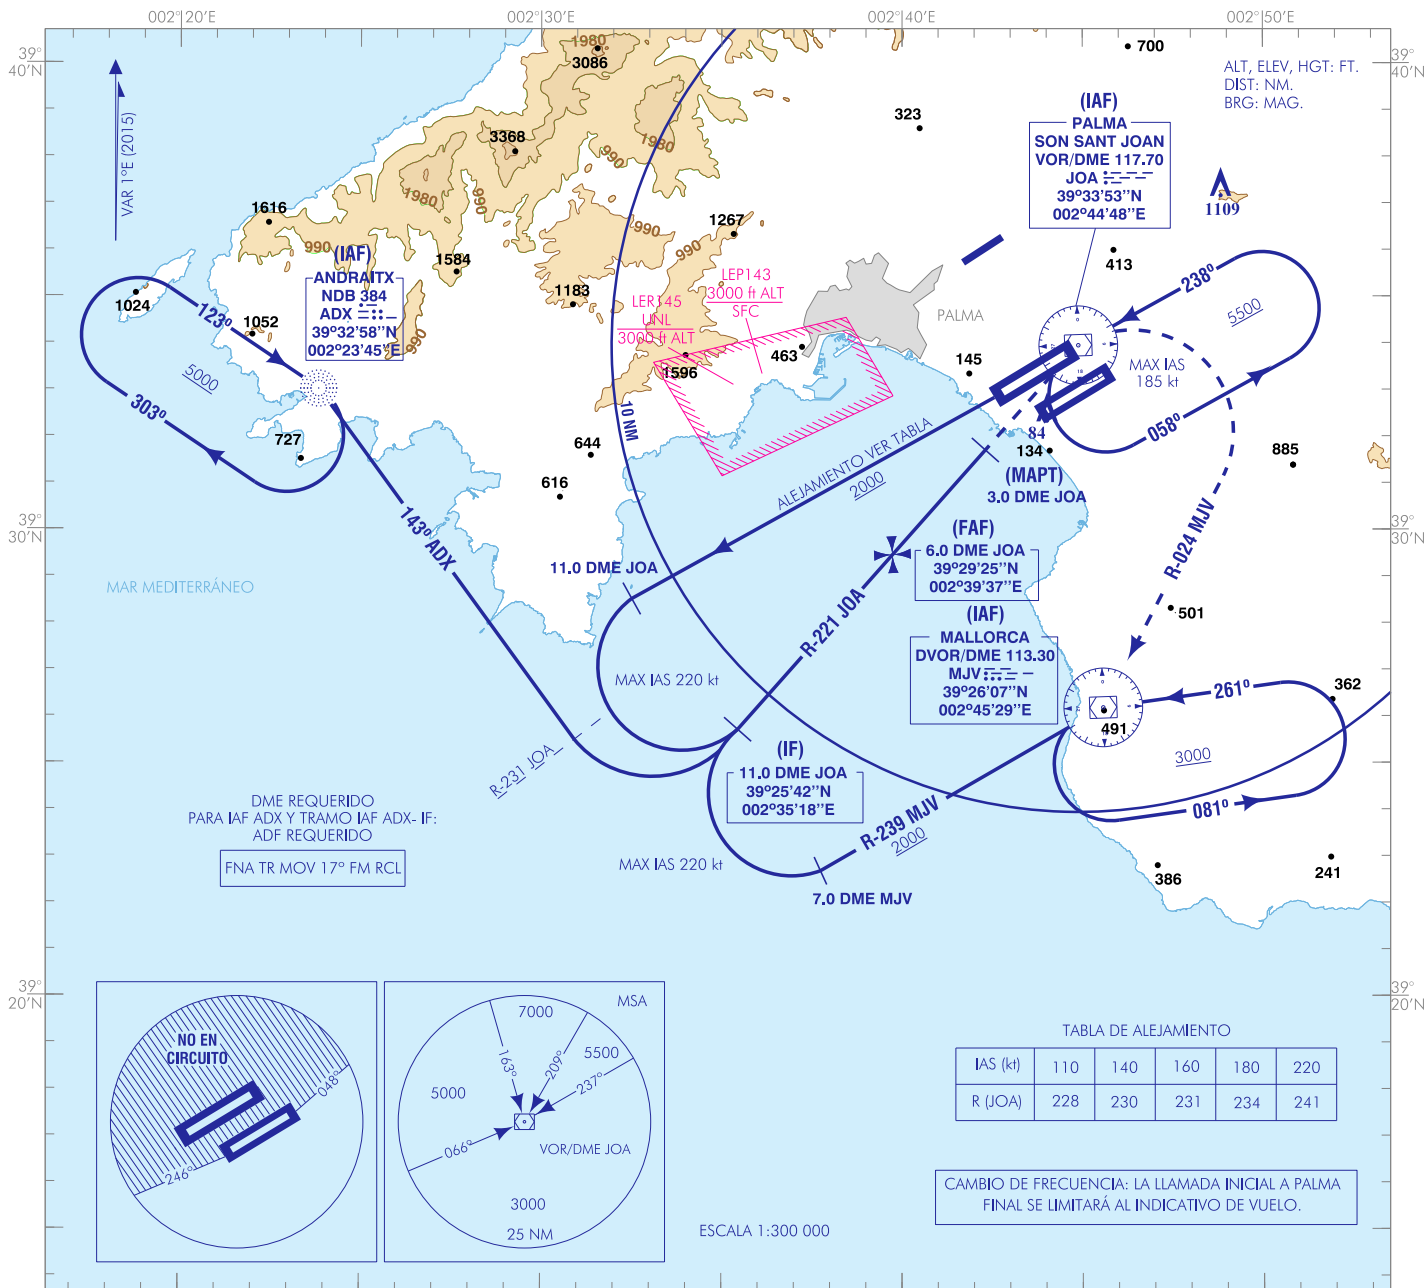 002°20'E
002°30'E
002°40'E
002°50'E
39°
40'N
39°
40'N
39°
30'N
39°
30'N
39°
20'N
39°
20'N
VAR 1°E (2015)
ALT, ELEV, HGT: FT.
DIST: NM.
BRG: MAG.
1980
3086
3368
1980
1980
990
990
990
990
990
990
1616
1584
1267
1183
1024
1052
727
644
616
1596
463
323
700
413
145
134
84
885
501
362
491
386
241
1109
(IAF)
PALMA
SON SANT JOAN
VOR/DME 117.70
JOA
39°33'53''N
002°44'48''E
(IAF)
ANDRAITX
NDB 384
ADX
39°32'58''N
002°23'45''E
123º
5000
303º
143º ADX
LER145
UNL
3000 ft ALT
LEP143
3000 ft ALT
SFC
PALMA
238º
5500
MAX IAS
185 kt
058º
10 NM
ALEJAMIENTO VER TABLA
2000
(MAPT)
3.0 DME JOA
(FAF)
6.0 DME JOA
39°29'25''N
002°39'37''E
R-024 MJV
11.0 DME JOA
R-221 JOA
(IAF)
MALLORCA
DVOR/DME 113.30
MJV
39°26'07''N
002°45'29''E
MAX IAS 220 kt
261º
3000
081º
R-231 JOA
(IF)
11.0 DME JOA
39°25'42''N
002°35'18''E
R-239 MJV
2000
MAX IAS 220 kt
7.0 DME MJV
MAR MEDITERRÁNEO
DME REQUERIDO
PARA IAF ADX Y TRAMO IAF ADX- IF:
ADF REQUERIDO
FNA TR MOV 17º FM RCL
NO EN
CIRCUITO
048°
246°
MSA
7000
5500
5000
163°
209°
237°
066°
VOR/DME JOA
3000
25 NM
ESCALA 1:300 000
TABLA DE ALEJAMIENTO
IAS (kt) 110 140 160 180 220
R (JOA) 228 230 231 234 241
CAMBIO DE FRECUENCIA: LA LLAMADA INICIAL A PALMA
FINAL SE LIMITARÁ AL INDICATIVO DE VUELO.